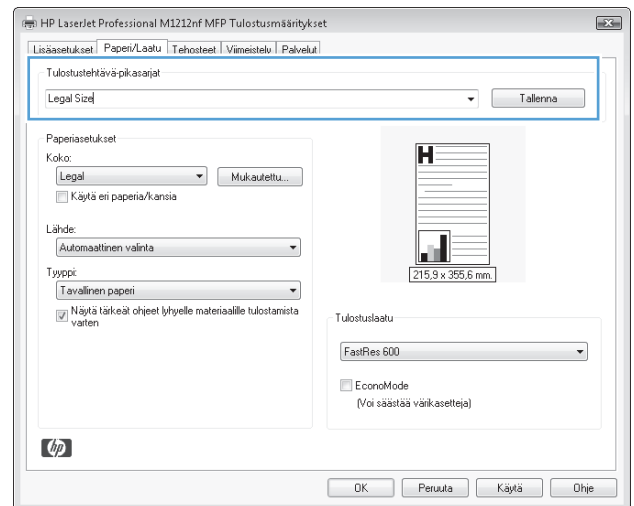 HP LaserJet Professional M1212nf MFP Tulostusmääritykset
Lisäasetukset Paperi/Laatu Tehosteet Viimeistely Palvelut
Tulostustehtävä-pikasarjat
Legal Size
Tallenna
Paperiasetukset
Koko:
Legal
Mukautettu...
Käytä eri paperia/kansia
Lähde:
Automaattinen valinta
Tyyppi:
Tavallinen paperi
Näytä tärkeät ohjeet lyhyelle materiaalille tulostamista
varten
H
215,9 x 355,6 mm.
Tulostuslaatu
FastRes 600
EconoMode
(Voi säästää värikasetteja)
hp
OK Peruuta Käytä Ohje